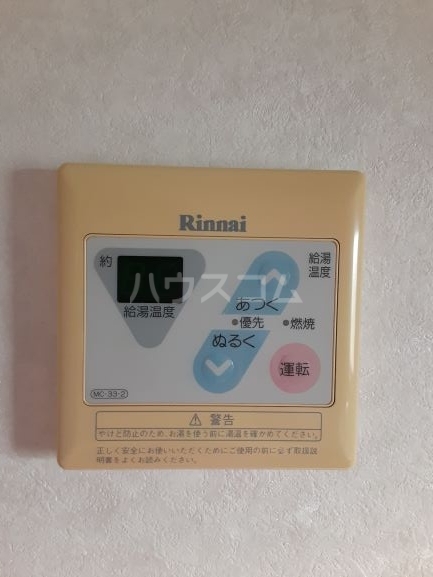 Rinnai
約
給湯
温度
ハウスコム
給湯温度
あつく
優先
燃焼
ぬるく
運転
MC-33-2
警告
やけど防止のため、お湯を使う前に湯温を確かめてください。
正しく安全にお使いいただくためにご使用の前に必ず取扱説
明書をよくお読みください。